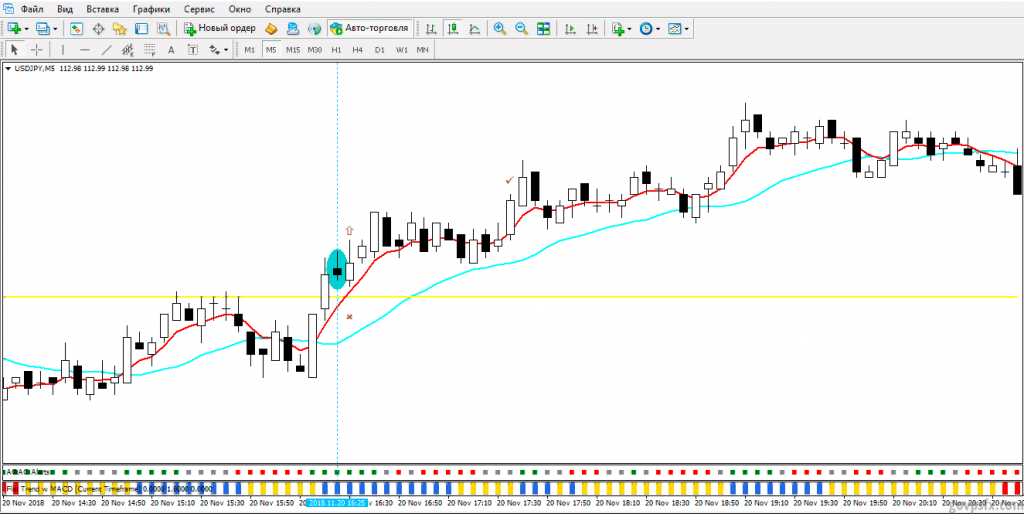 Файл Вид Вставка Графики Сервис Окно Справка
Новый ордер Авто-торговля
A T M1 M5 M15 M30 H1 H4 D1 W1 MN
USDJPY,M5 112.98 112.99 112.98 112.99
Trend w MACD (Current Timeframe) 0.0000 1.0000 0.0000
20 Nov 2018 20 Nov 14:30 20 Nov 14:50 20 Nov 15:10 20 Nov 15:30 20 Nov 15:50 2018.11.20 16:25 16:30 20 Nov 16:50 20 Nov 17:10 20 Nov 17:30 20 Nov 17:50 20 Nov 18:10 20 Nov 18:30 20 Nov 18:50 20 Nov 19:10 20 Nov 19:30 20 Nov 19:50 20 Nov 20:10 20 Nov 20:30
govpsfx.com